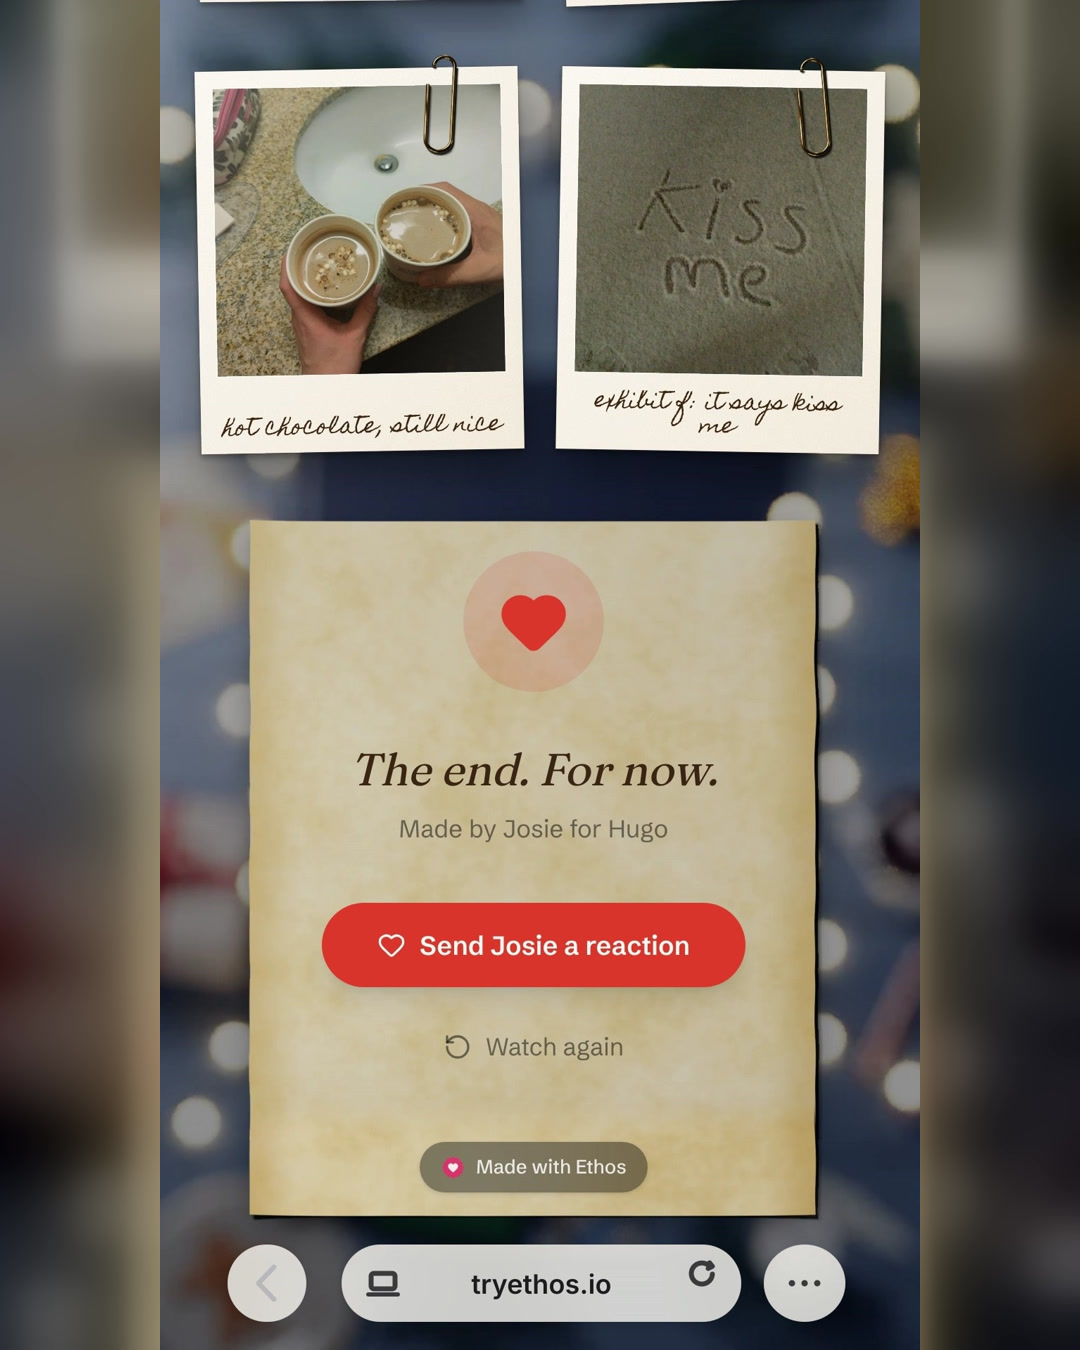 kiss
me
hot chocolate, still nice
exhibit f: it says kiss
me
The end. For now.
Made by Josie for Hugo
Send Josie a reaction
Watch again
Made with Ethos
tryethos.io